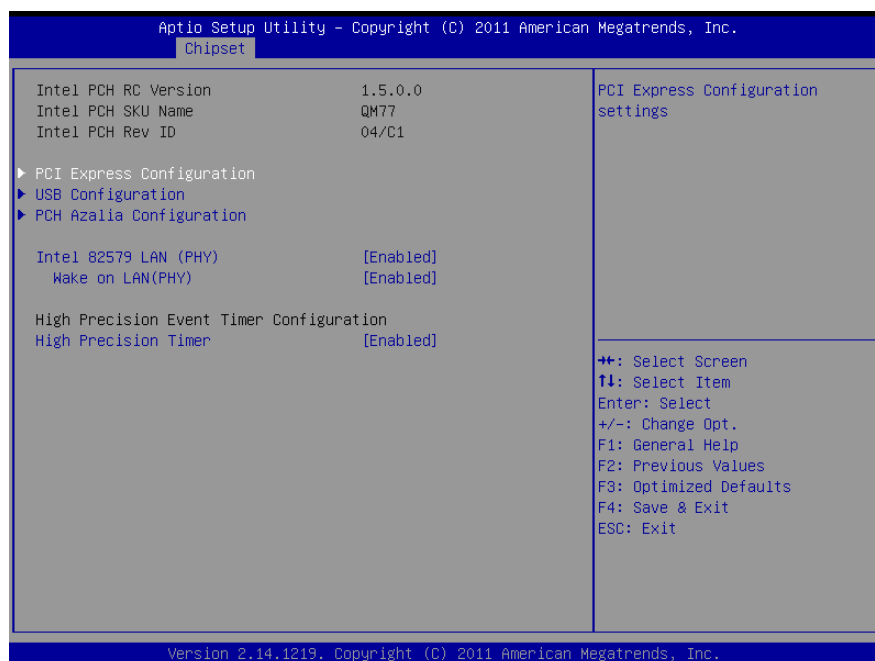 Aptio Setup Utility – Copyright (C) 2011 American Megatrends, Inc.
Chipset
Intel PCH RC Version 1.5.0.0
Intel PCH SKU Name QM77
Intel PCH Rev ID 04/C1
▶ PCI Express Configuration
▶ USB Configuration
▶ PCH Azalia Configuration
Intel 82579 LAN (PHY) [Enabled]
Wake on LAN(PHY) [Enabled]
High Precision Event Timer Configuration
High Precision Timer [Enabled]
PCI Express Configuration
settings
→←: Select Screen
↑↓: Select Item
Enter: Select
+/-: Change Opt.
F1: General Help
F2: Previous Values
F3: Optimized Defaults
F4: Save & Exit
ESC: Exit
Version 2.14.1219. Copyright (C) 2011 American Megatrends, Inc.